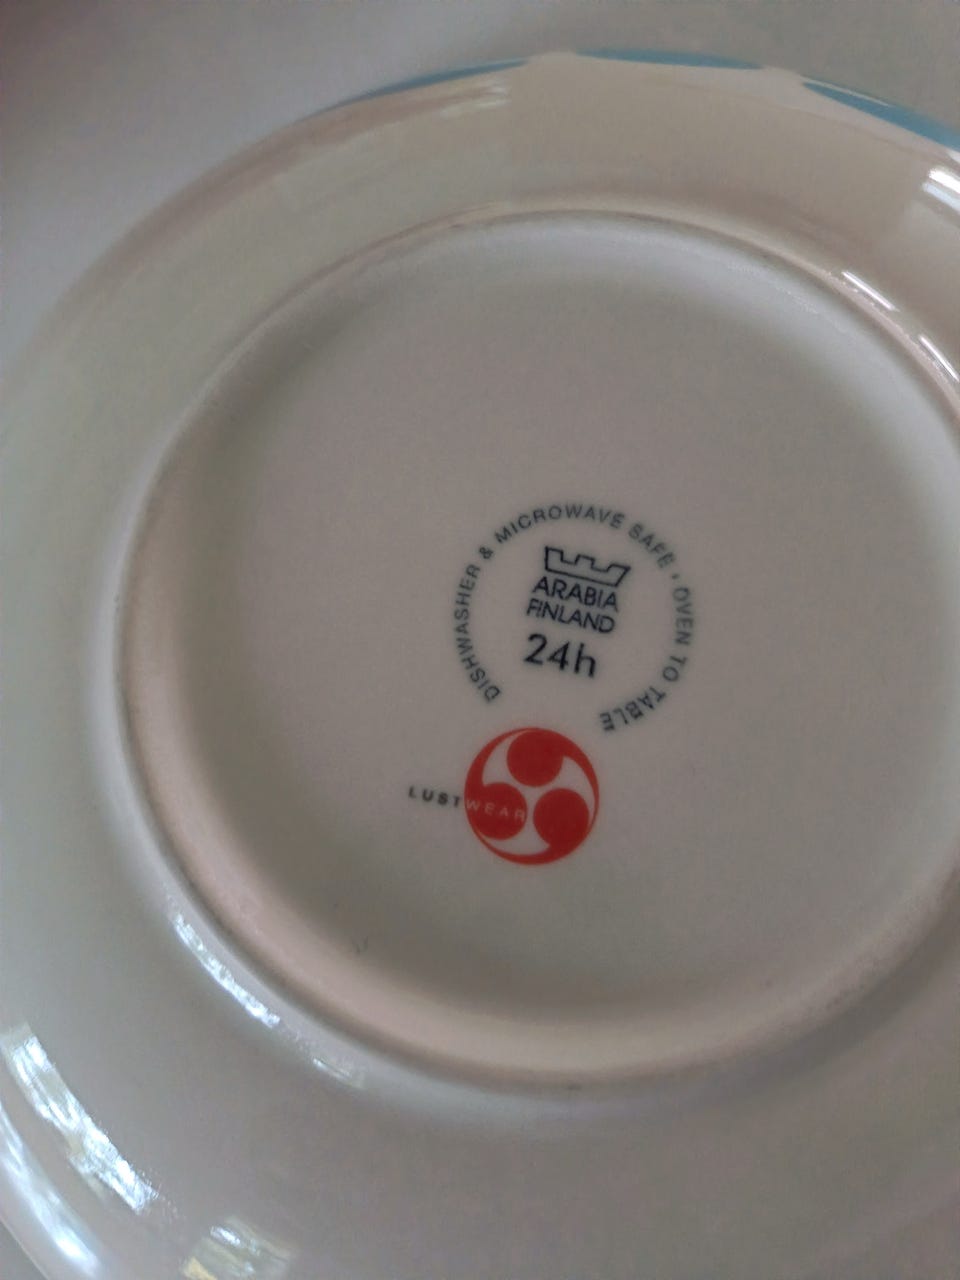 DISHWASHER & MICROWAVE SAFE · OVEN TO TABLE
ARABIA
FINLAND
24h
LUSTWEAR